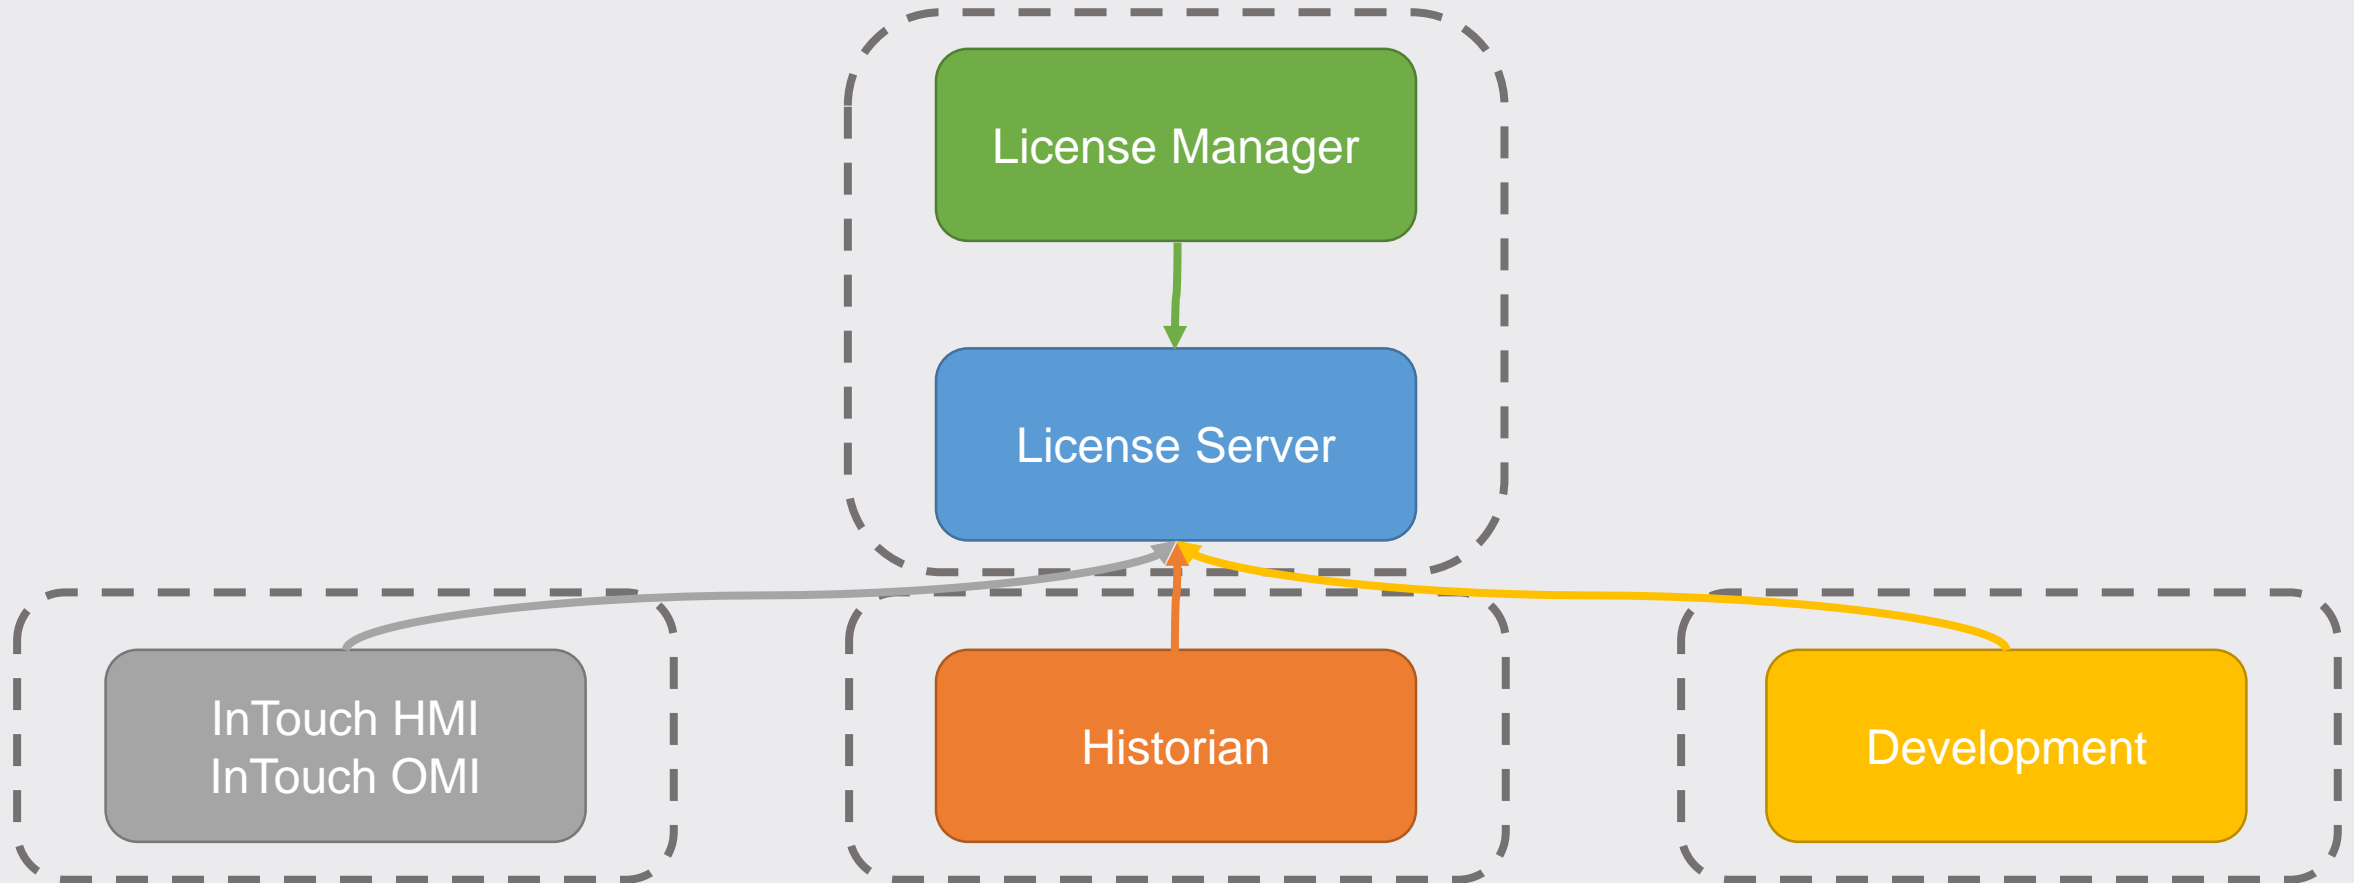 License Manager
License Server
InTouch HMI
InTouch OMI
Historian
Development